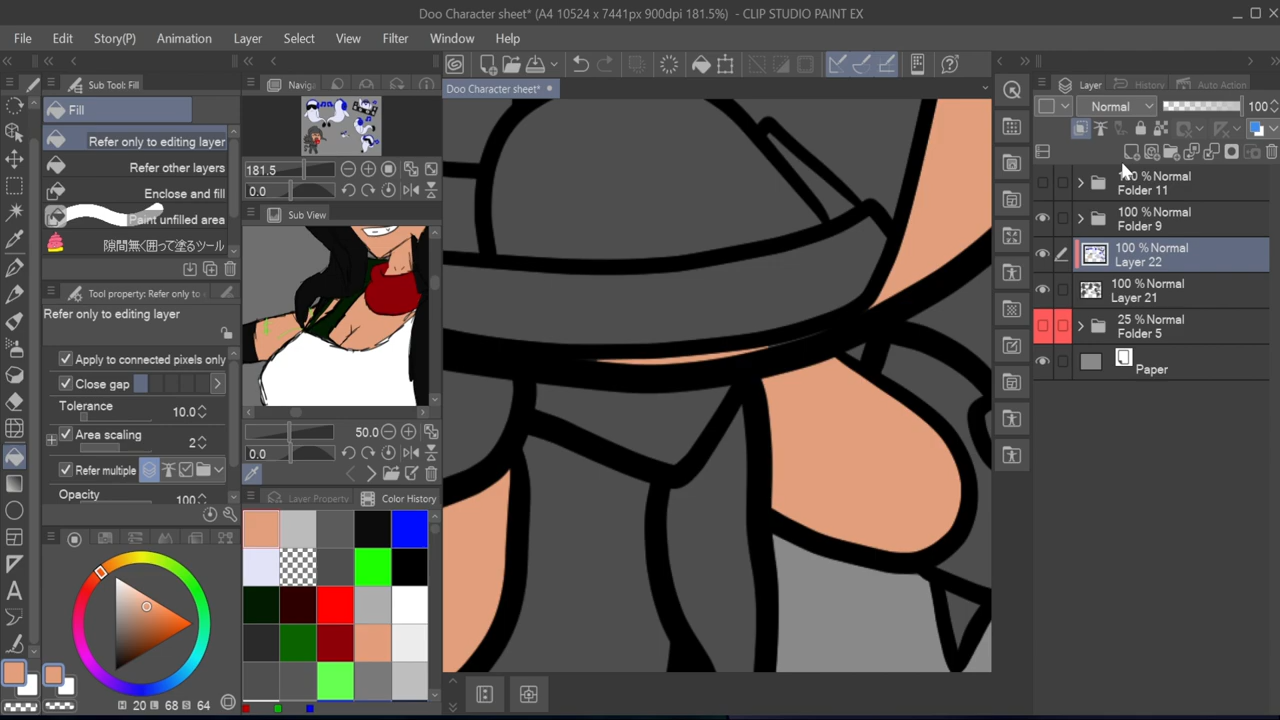 Doo Character sheet* (A4 10524 x 7441px 900dpi 181.5%) - CLIP STUDIO PAINT EX
File Edit Story(P) Animation Layer Select View Filter Window Help
Sub Tool: Fill
Fill
Refer only to editing layer
Refer other layers
Enclose and fill
Paint unfilled area
隙間無く囲って塗るツール
Tool property: Refer only to
Refer only to editing layer
Apply to connected pixels only
Close gap
Tolerance
10.0
Area scaling
2
Refer multiple
Opacity
100
H 20 L 68 S 64
Navig
181.5
0.0
Sub View
50.0
0.0
Layer Property Color History
Doo Character sheet*
Layer History Auto Action
Normal 100
100 % Normal
Folder 11
100 % Normal
Folder 9
100 % Normal
Layer 22
100 % Normal
Layer 21
25 % Normal
Folder 5
Paper